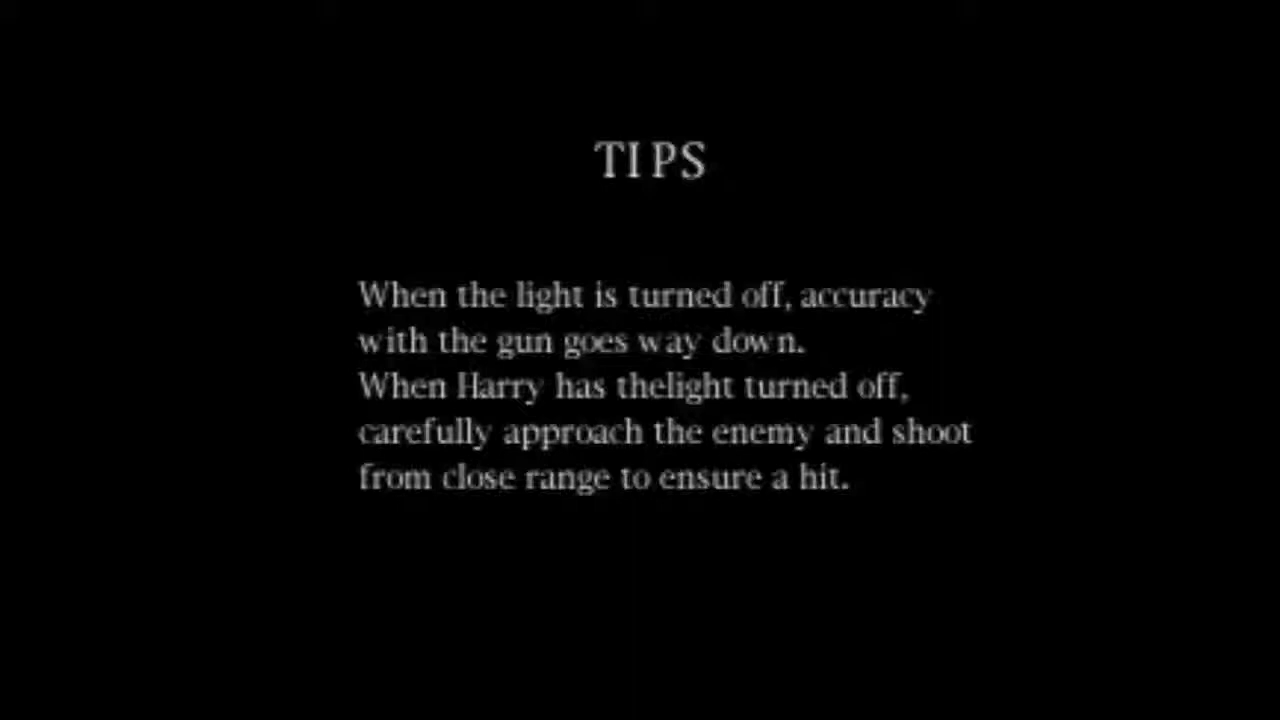 TIPS
When the light is turned off, accuracy
with the gun goes way down.
When Harry has thelight turned off,
carefully approach the enemy and shoot
from close range to ensure a hit.